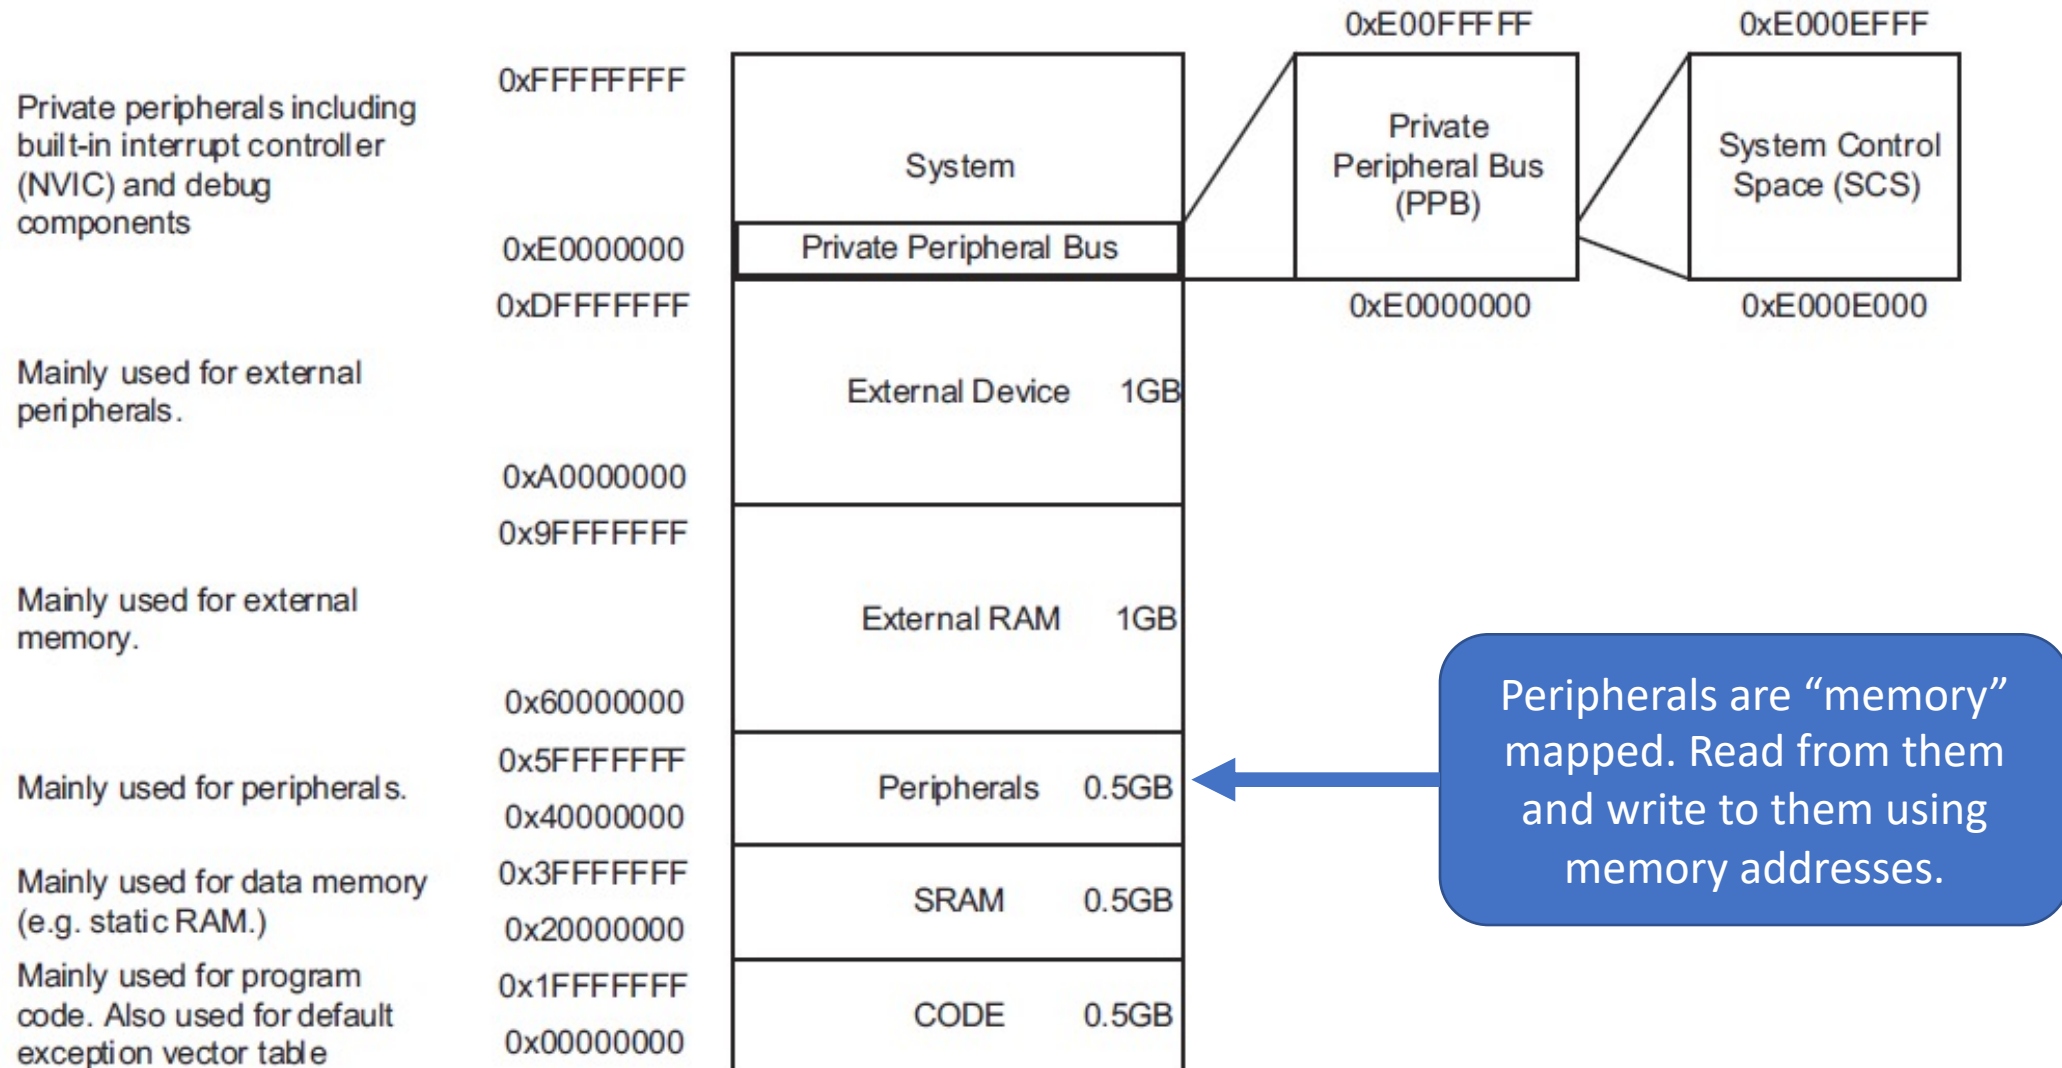 0xE00FFFFF
0xE000EFFF
0xFFFFFFFF
Private peripherals including
built-in interrupt controller
(NVIC) and debug
components
System
Private
Peripheral Bus
(PPB)
System Control
Space (SCS)
0xE0000000
Private Peripheral Bus
0xDFFFFFFF
0xE0000000
0xE000E000
Mainly used for external
peripherals.
External Device 1GB
0xA0000000
0x9FFFFFFF
Mainly used for external
memory.
External RAM 1GB
0x60000000
0x5FFFFFFF
Mainly used for peripherals.
Peripherals 0.5GB
0x40000000
Peripherals are “memory”
mapped. Read from them
and write to them using
memory addresses.
0x3FFFFFFF
Mainly used for data memory
(e.g. static RAM.)
SRAM 0.5GB
0x20000000
Mainly used for program
code. Also used for default
exception vector table
0x1FFFFFFF
CODE 0.5GB
0x00000000